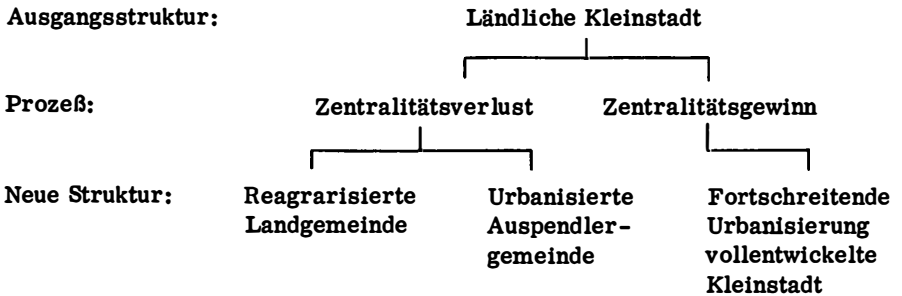 Ausgangsstruktur: Ländliche Kleinstadt
Prozeß: Zentralitätsverlust Zentralitätsgewinn
Neue Struktur: Reagrarisierte Urbanisierte Fortschreitende
Landgemeinde Auspendler- Urbanisierung
gemeinde vollentwickelte
Kleinstadt